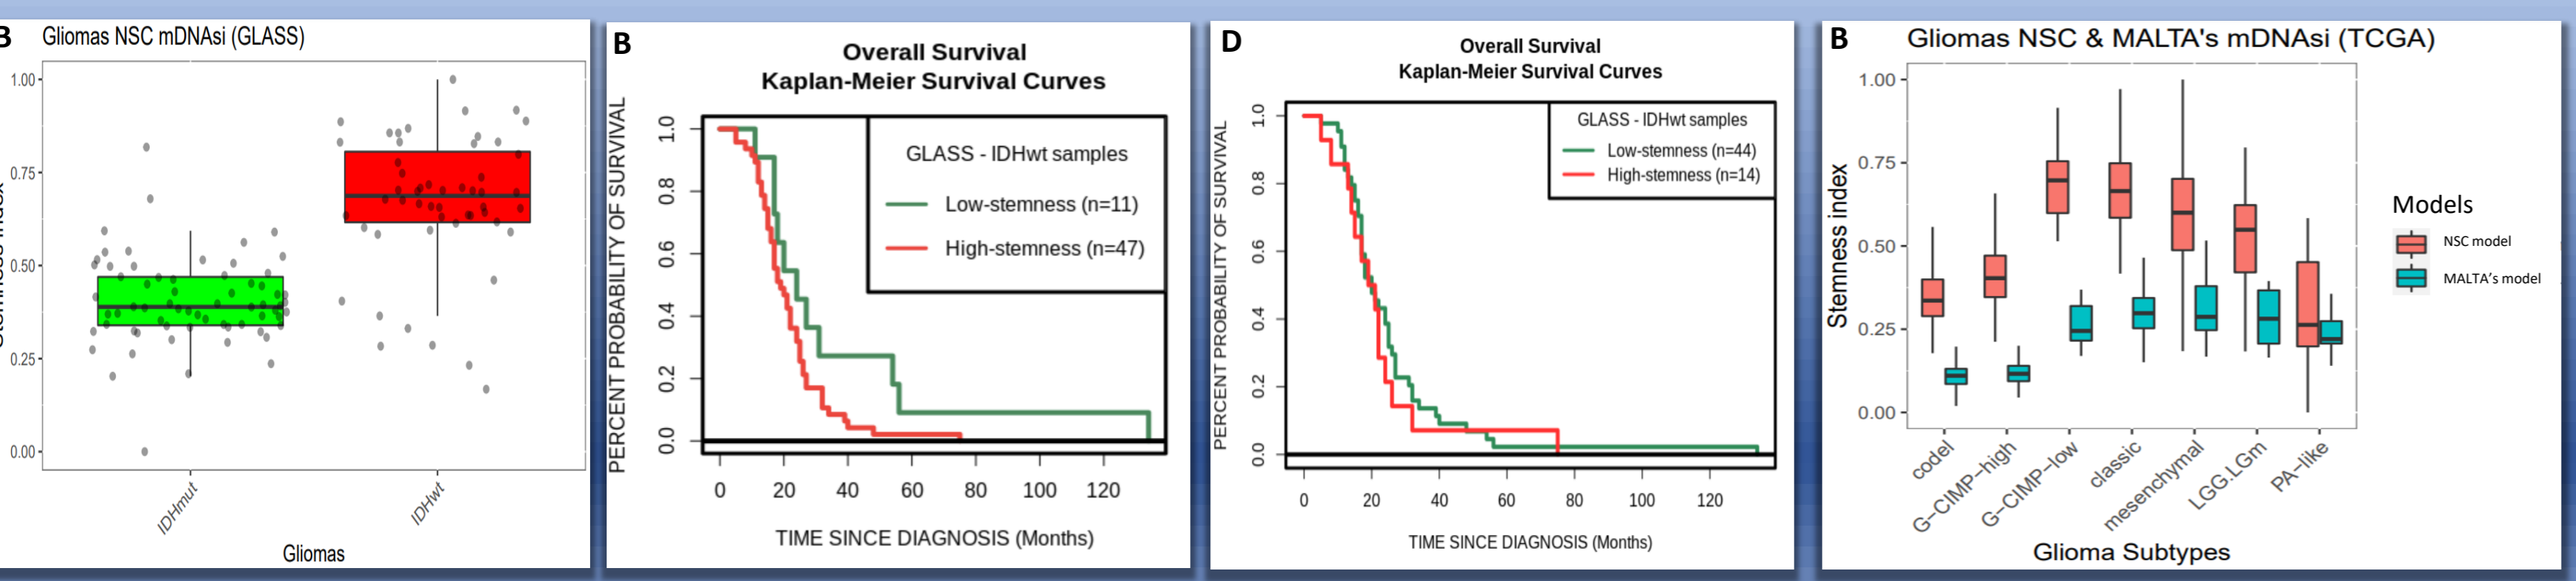 B
Gliomas NSC mDNAsi (GLASS)
1.00
0.75
0.50
0.25
0.00
IDHmut
IDHwt
Gliomas
B
Overall Survival
Kaplan-Meier Survival Curves
PERCENT PROBABILITY OF SURVIVAL
1.0
0.8
0.6
0.4
0.2
0.0
GLASS - IDHwt samples
Low-stemness (n=11)
High-stemness (n=47)
0 20 40 60 80 100 120
TIME SINCE DIAGNOSIS (Months)
D
Overall Survival
Kaplan-Meier Survival Curves
PERCENT PROBABILITY OF SURVIVAL
1.0
0.8
0.6
0.4
0.2
0.0
GLASS - IDHwt samples
Low-stemness (n=44)
High-stemness (n=14)
0 20 40 60 80 100 120
TIME SINCE DIAGNOSIS (Months)
B
Gliomas NSC & MALTA's mDNAsi (TCGA)
Stemness index
1.00
0.75
0.50
0.25
0.00
codel
G-CIMP-high
G-CIMP-low
classic
mesenchymal
LGG.LGm
PA-like
Glioma Subtypes
Models
NSC model
MALTA's model